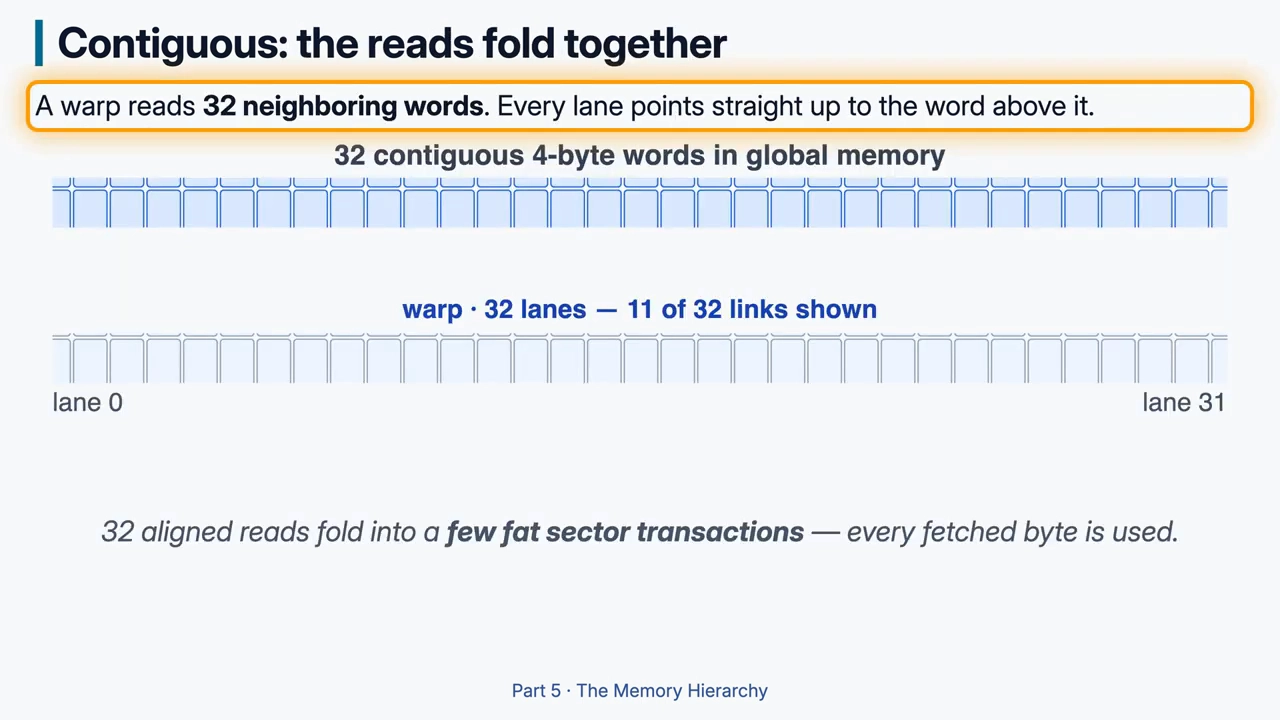 Contiguous: the reads fold together
A warp reads 32 neighboring words. Every lane points straight up to the word above it.
32 contiguous 4-byte words in global memory
warp · 32 lanes — 11 of 32 links shown
lane 0
lane 31
32 aligned reads fold into a few fat sector transactions — every fetched byte is used.
Part 5 · The Memory Hierarchy